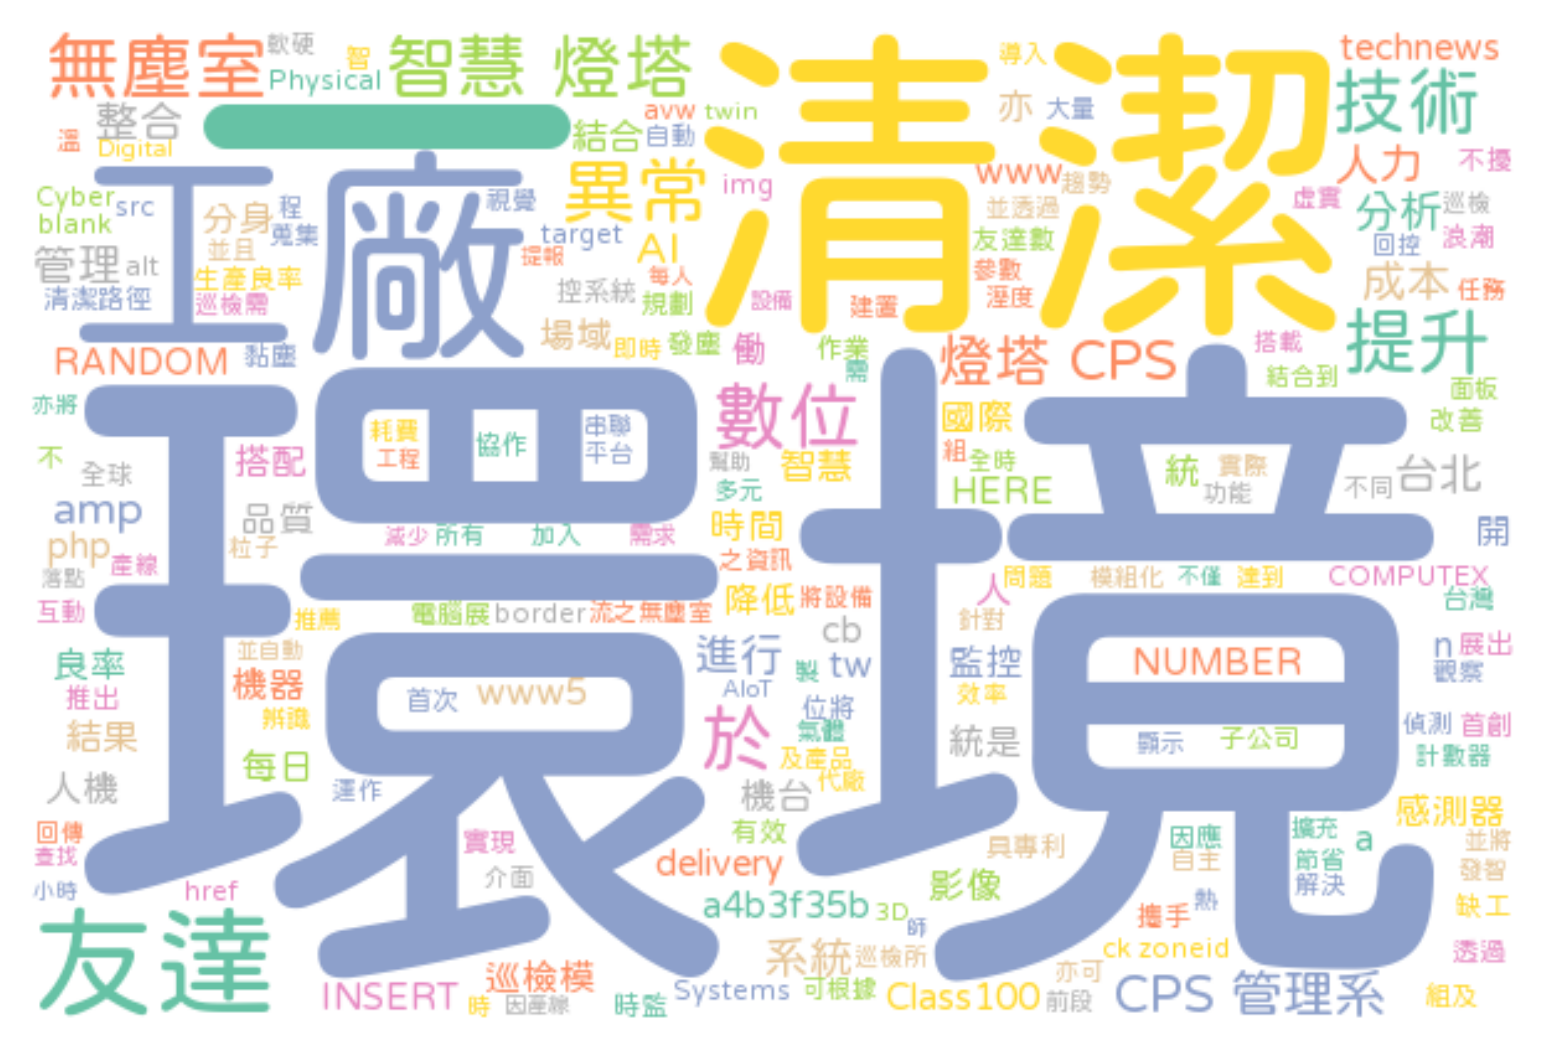 無塵室
軟硬
智
Physical
智慧 燈塔
清潔
導入
technews
整合
一
avw
twin
結合
自動
亦
大量
技術
溫
Digital
工廠
異常
img
www
趨勢
人力
不擾
Cyber
src
blank
分身
程
並且
蒐集
視覺
target
提報
AI
並透過
友達數
虛實
分析
巡檢
回控
浪潮
管理
alt
生產良率
清潔路徑
巡檢需
控系統
每人
規劃
設備
建置
參數
溼度
成本
任務
RANDOM
黏塵
場域
即時
發塵
働
作業
需
燈塔 CPS
搭載
提升
結合到
面板
亦將
環境
耗費
工程
協作
串聯
平台
數位
國際
改善
不
全球
搭配
幫助
智慧
多元
組
全時
HERE
統
實際
功能
不同
台北
amp
品質
減少
所有
加入
需求
時間
開
php
粒子
產線
落點
之資訊
人
問題
模組化
不僅
達到
COMPUTEX
互動
推薦
電腦展
border
流之無塵室
降低
將設備
cb
針對
台灣
並自動
良率
機器
推出
首次
www5
進行
製
tw
AIoT
監控
效率
NUMBER
n
展出
觀察
辨識
結果
於
位將
氣體
統是
顯示
子公司
偵測
首創
計數器
每日
人機
運作
及產品
代廠
機台
感測器
回傳
查找
實現
有效
具專利
因應
自主
擴充
a
節省
解決
並將
發智
小時
href
介面
delivery
影像
a4b3f35b
3D
師
攜手
熱
缺工
友達
系統
巡檢所
ck
zoneid
透過
巡檢模
INSERT
時
因產線
時監
Systems
可根據
Class
100
亦可
前段
CPS 管理系
組及